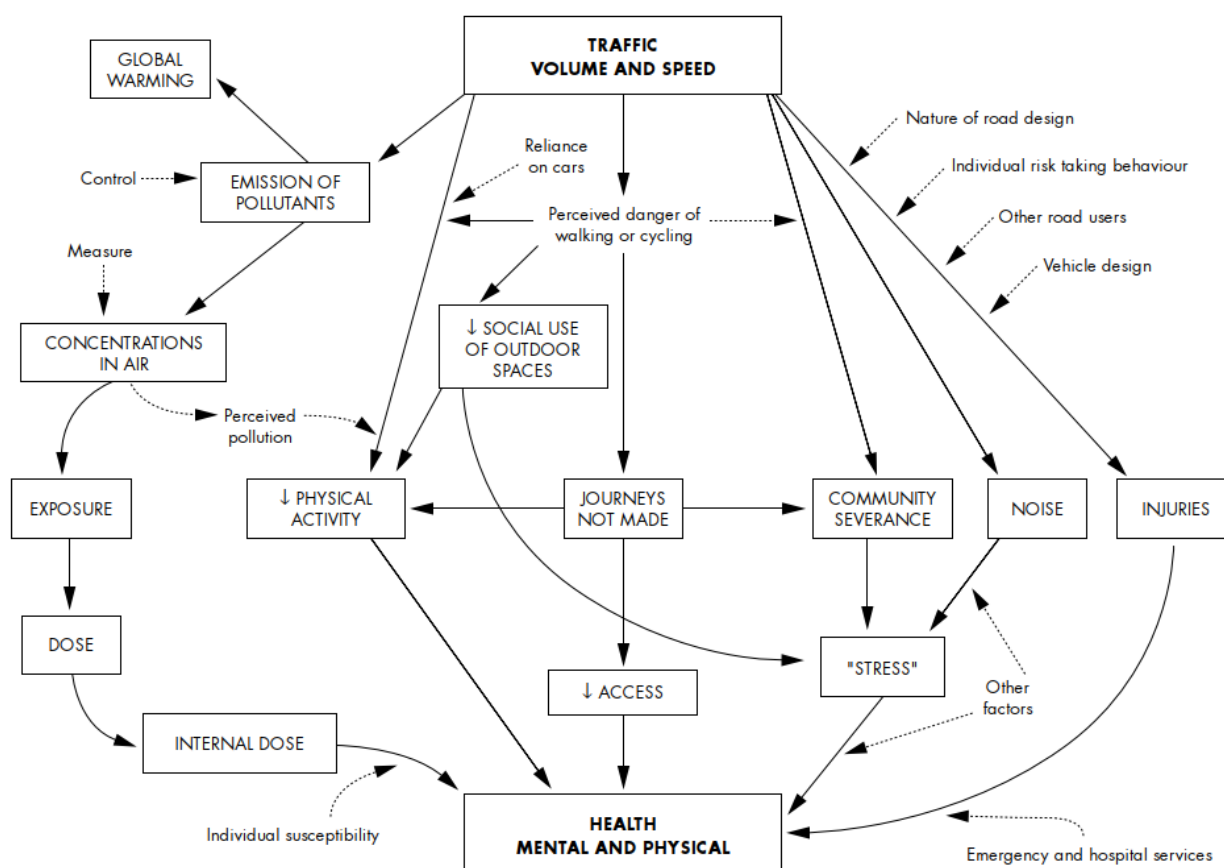 TRAFFIC
VOLUME AND SPEED
GLOBAL
WARMING
Nature of road design
Reliance
on cars
Control
EMISSION OF
POLLUTANTS
Individual risk taking behaviour
Perceived danger of
walking or cycling
Other road users
Measure
Vehicle design
CONCENTRATIONS
IN AIR
↓ SOCIAL USE
OF OUTDOOR
SPACES
Perceived
pollution
EXPOSURE
↓ PHYSICAL
ACTIVITY
JOURNEYS
NOT MADE
COMMUNITY
SEVERANCE
NOISE
INJURIES
DOSE
"STRESS"
↓ ACCESS
Other
factors
INTERNAL DOSE
Individual susceptibility
HEALTH
MENTAL AND PHYSICAL
Emergency and hospital services